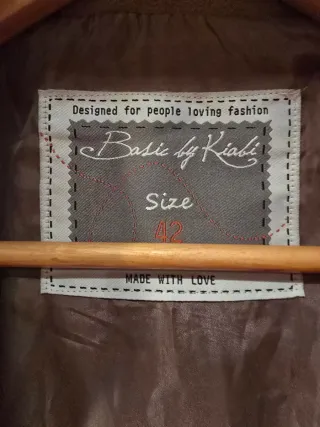 Designed for people loving fashion
Basic by Kiabi
Size
42
MADE WITH LOVE